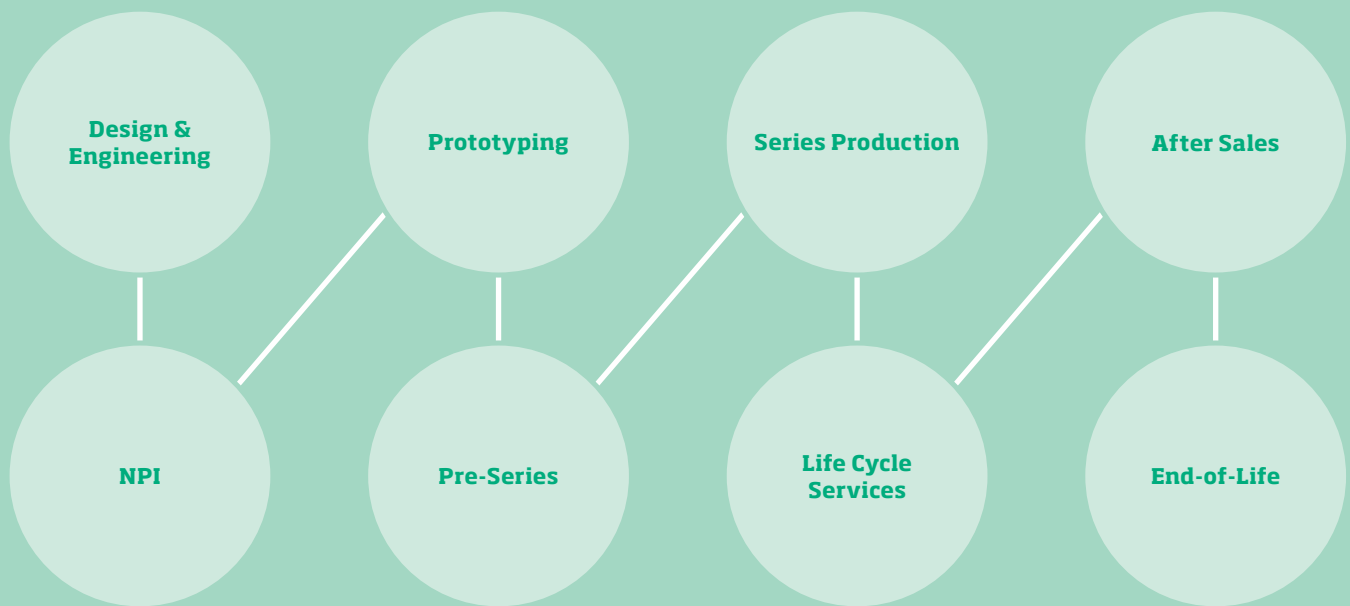 Design &
Engineering
NPI
Prototyping
Pre-Series
Series Production
Life Cycle
Services
After Sales
End-of-Life